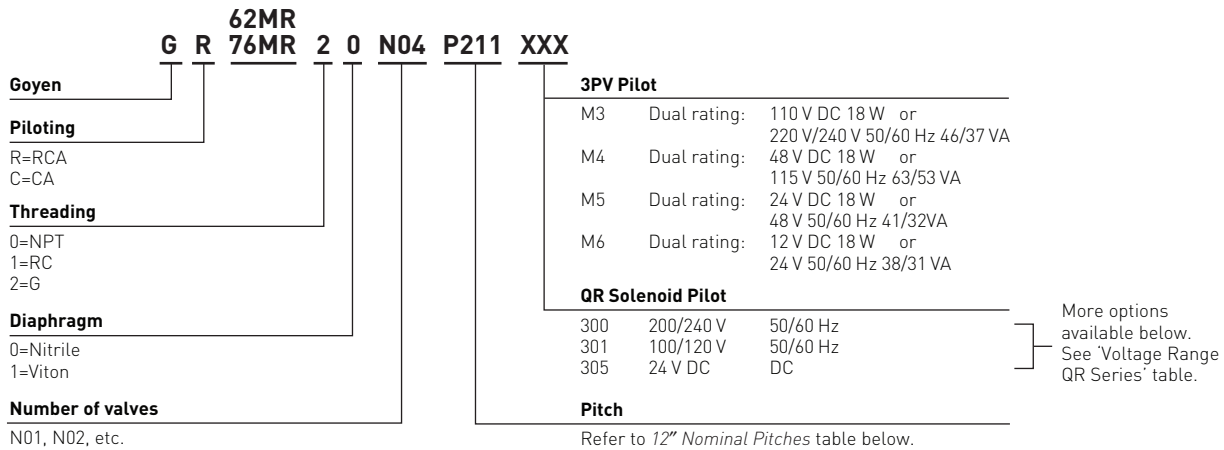 62MR
G R 76MR 2 0 N04 P211 XXX
Goyen
Piloting
R=RCA
C=CA
Threading
0=NPT
1=RC
2=G
Diaphragm
0=Nitrile
1=Viton
Number of valves
N01, N02, etc.
3PV Pilot
M3 Dual rating: 110 V DC 18 W or
220 V/240 V 50/60 Hz 46/37 VA
M4 Dual rating: 48 V DC 18 W or
115 V 50/60 Hz 63/53 VA
M5 Dual rating: 24 V DC 18 W or
48 V 50/60 Hz 41/32VA
M6 Dual rating: 12 V DC 18 W or
24 V 50/60 Hz 38/31 VA
QR Solenoid Pilot
300 200/240 V 50/60 Hz
301 100/120 V 50/60 Hz
305 24 V DC DC
More options
available below.
See ‘Voltage Range
QR Series’ table.
Pitch
Refer to 12″ Nominal Pitches table below.